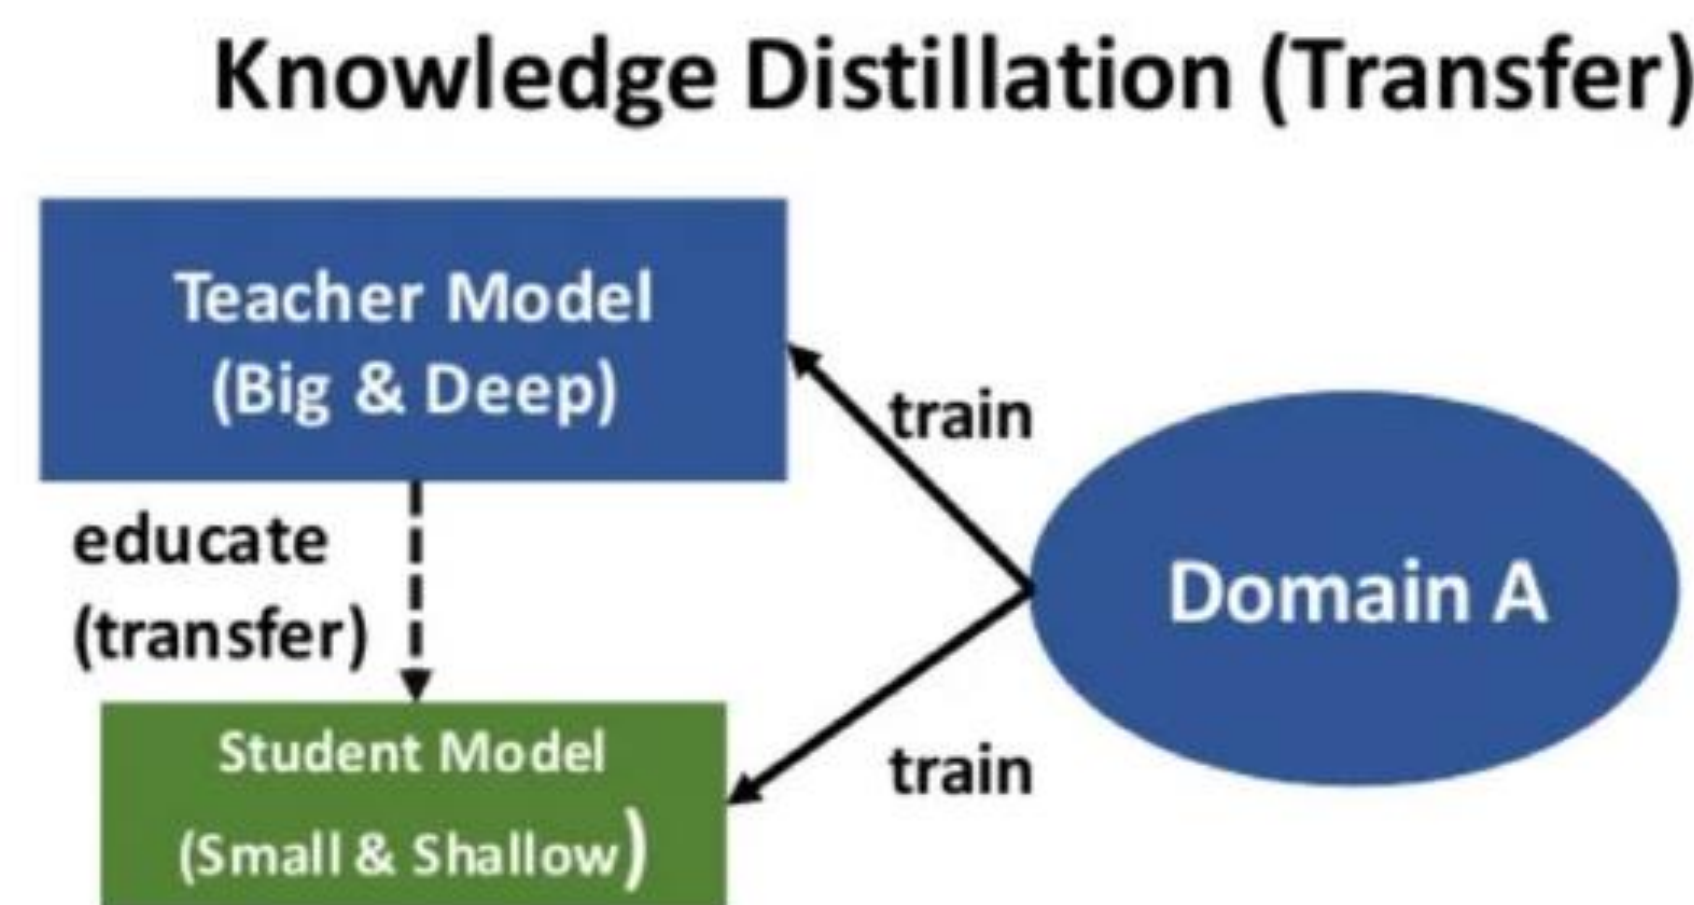 Knowledge Distillation (Transfer)
Teacher Model
(Big & Deep)
train
educate
(transfer)
Domain A
Student Model
(Small & Shallow)
train